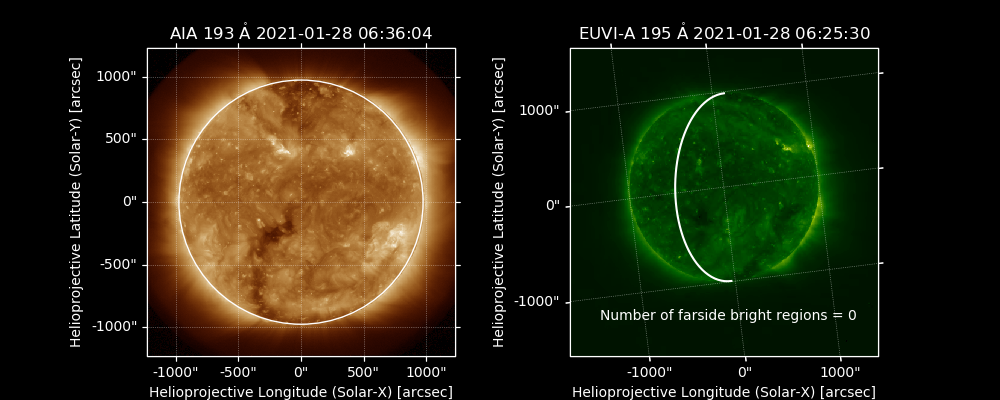 AIA 193 Å 2021-01-28 06:36:04
Helioprojective Latitude (Solar-Y) [arcsec]
1000"
500"
0"
-500"
-1000"
-1000"
-500"
0"
500"
1000"
Helioprojective Longitude (Solar-X) [arcsec]
EUVI-A 195 Å 2021-01-28 06:25:30
Helioprojective Latitude (Solar-Y) [arcsec]
1000"
0"
-1000"
Number of farside bright regions = 0
-1000"
0"
1000"
Helioprojective Longitude (Solar-X) [arcsec]